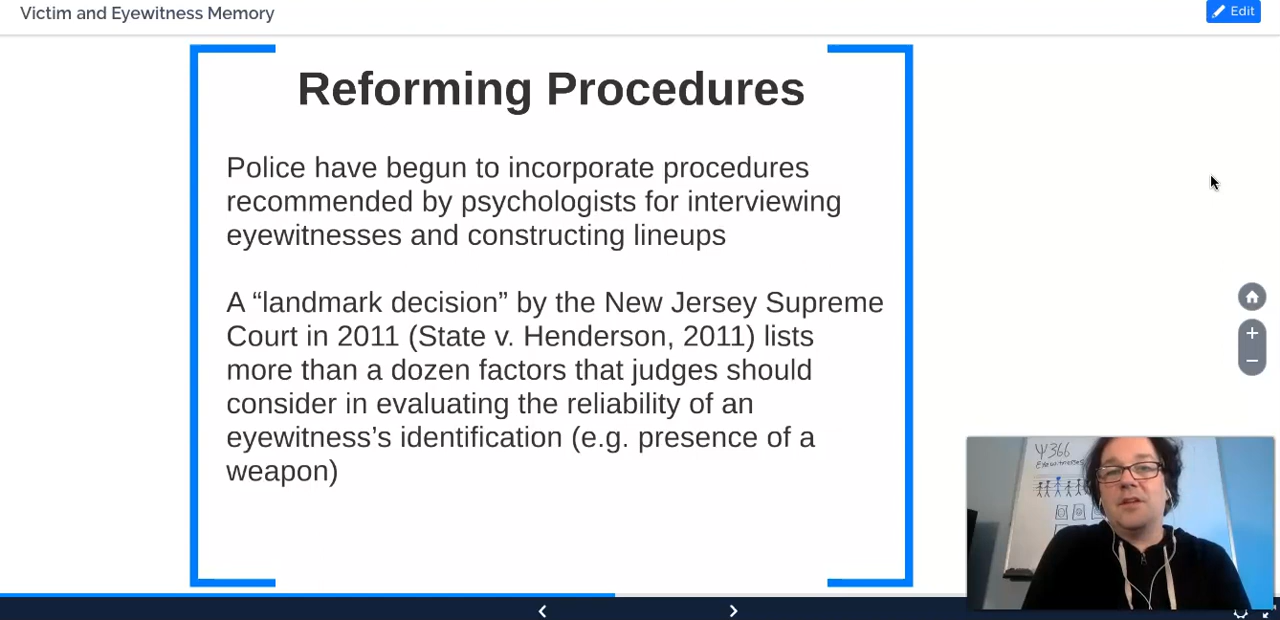 Victim and Eyewitness Memory
Edit
Reforming Procedures
Police have begun to incorporate procedures
recommended by psychologists for interviewing
eyewitnesses and constructing lineups
A “landmark decision” by the New Jersey Supreme
Court in 2011 (State v. Henderson, 2011) lists
more than a dozen factors that judges should
consider in evaluating the reliability of an
eyewitness’s identification (e.g. presence of a
weapon)
Ψ366
Eyewitnesses